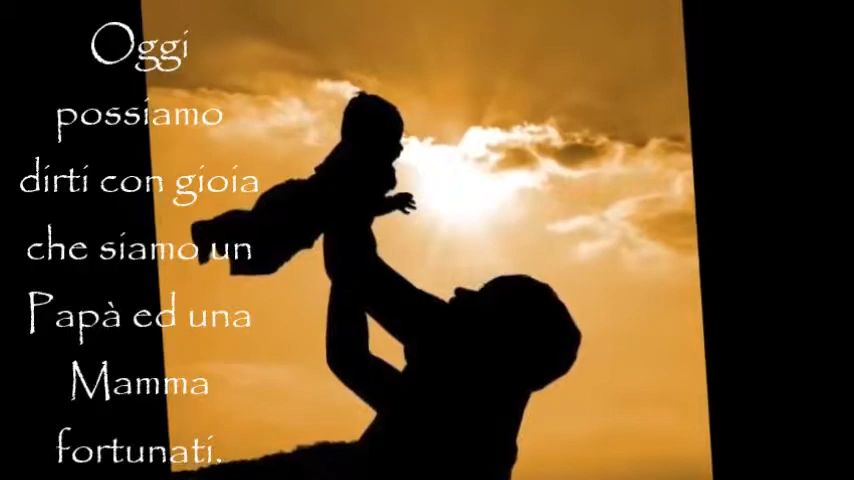 Oggi
possiamo
dirti con gioia
che siamo un
Papà ed una
Mamma
fortunati.